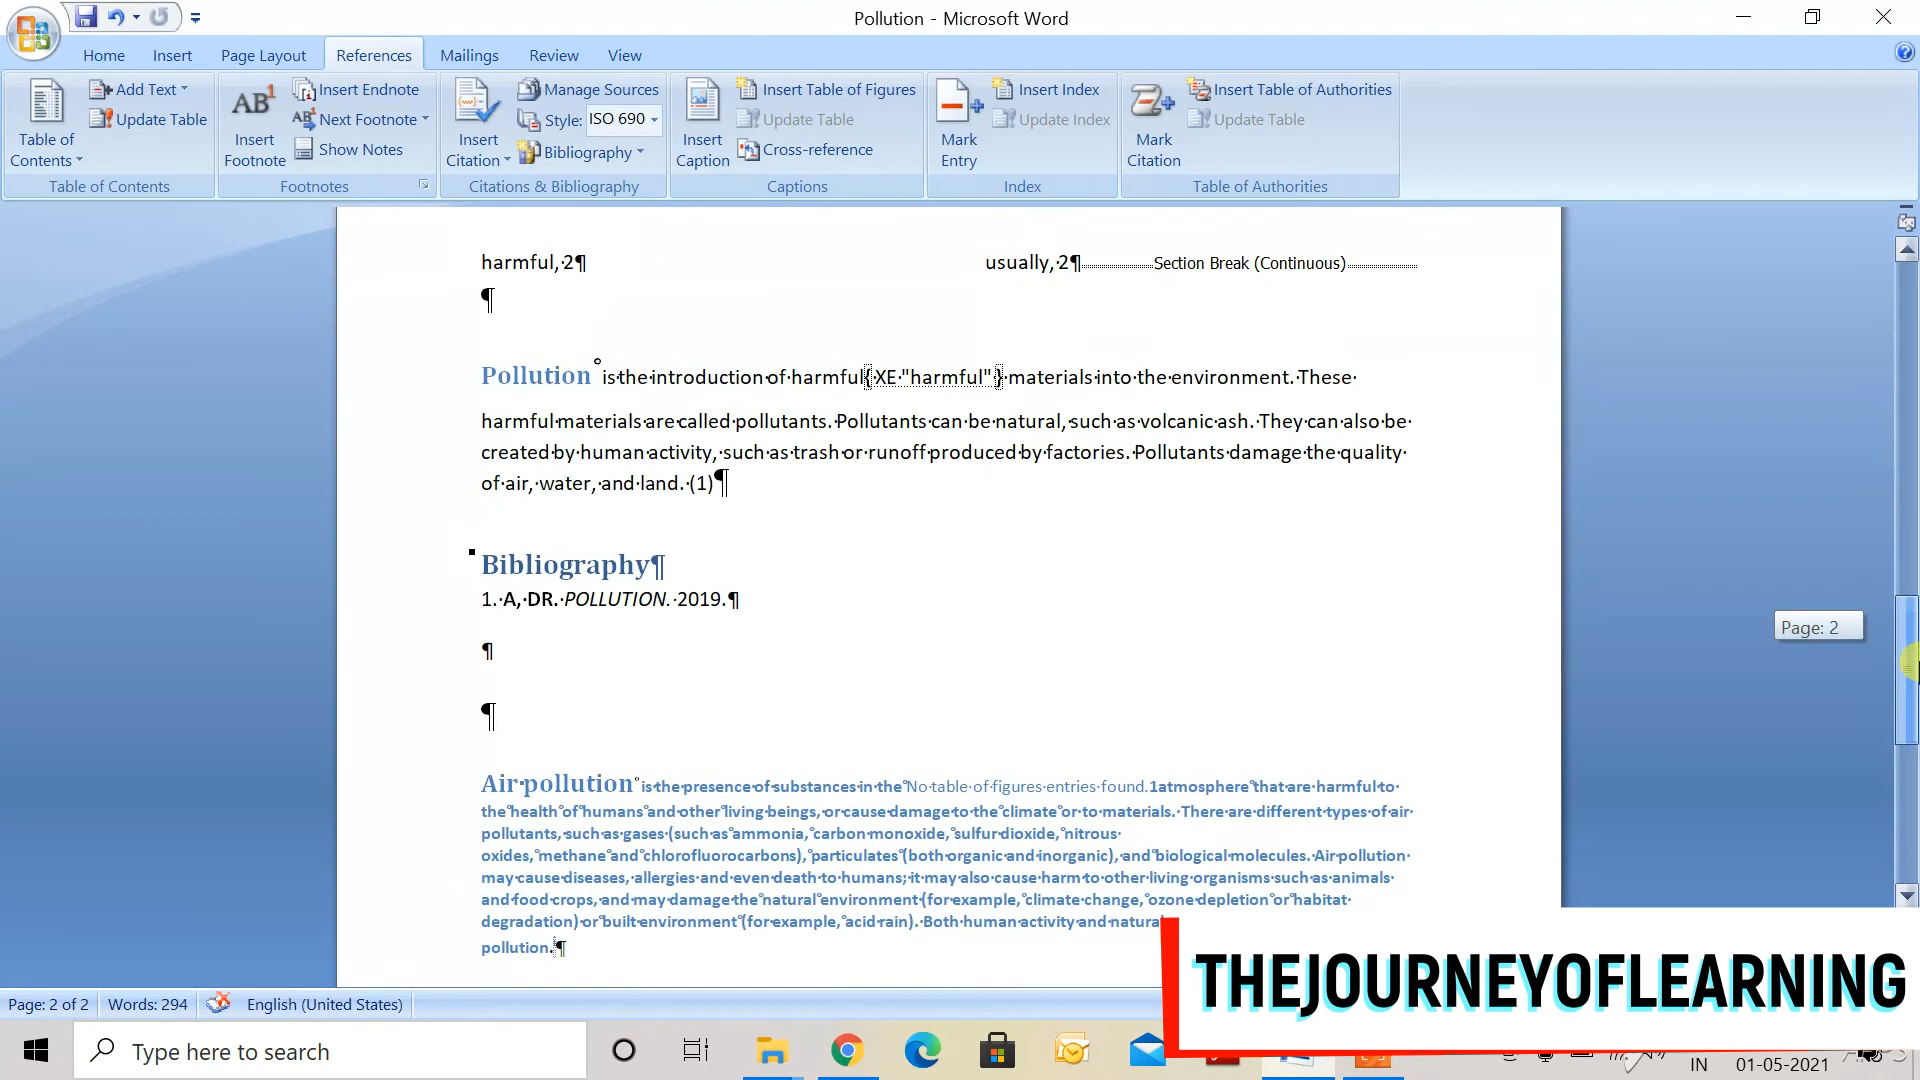 Pollution - Microsoft Word
Home Insert Page Layout References Mailings Review View
Table of Contents
Add Text
Update Table
Table of Contents
AB¹ Insert Footnote
Insert Endnote
AB Next Footnote
Show Notes
Footnotes
Insert Citation
Manage Sources
Style: ISO 690
Bibliography
Citations & Bibliography
Insert Caption
Insert Table of Figures
Update Table
Cross-reference
Captions
Mark Entry
Insert Index
Update Index
Index
Mark Citation
Insert Table of Authorities
Update Table
Table of Authorities
harmful,·2¶
usually,·2¶ Section Break (Continuous)
¶
Pollution°is·the·introduction·of·harmful{·XE·"harmful"·}·materials·into·the·environment.·These·
harmful·materials·are·called·pollutants.·Pollutants·can·be·natural,·such·as·volcanic·ash.·They·can·also·be·
created·by·human·activity,·such·as·trash·or·runoff·produced·by·factories.·Pollutants·damage·the·quality·
of·air,·water,·and·land.·(1)¶
Bibliography¶
1.·A,·DR.·POLLUTION.·2019.¶
¶
¶
Air·pollution°is·the·presence·of·substances·in·the°No table of figures entries found.1atmosphere°that·are·harmful·to·
the°health°of°humans°and·other°living·beings,·or·cause·damage·to·the°climate°or·to·materials.·There·are·different·types·of·air·
pollutants,·such·as·gases·(such·as°ammonia,°carbon·monoxide,°sulfur·dioxide,°nitrous·
oxides,°methane°and°chlorofluorocarbons),°particulates°(both·organic·and·inorganic),·and°biological·molecules.·Air·pollution·
may·cause·diseases,·allergies·and·even·death·to·humans;·it·may·also·cause·harm·to·other·living·organisms·such·as·animals·
and·food·crops,·and·may·damage·the°natural°environment·(for·example,°climate·change,°ozone·depletion°or°habitat·
degradation)·or°built·environment°(for·example,°acid·rain).·Both·human·activity·and·natural
pollution.¶
Page: 2
THEJOURNEYOFLEARNING
Page: 2 of 2 Words: 294 English (United States)
Type here to search
IN 01-05-2021